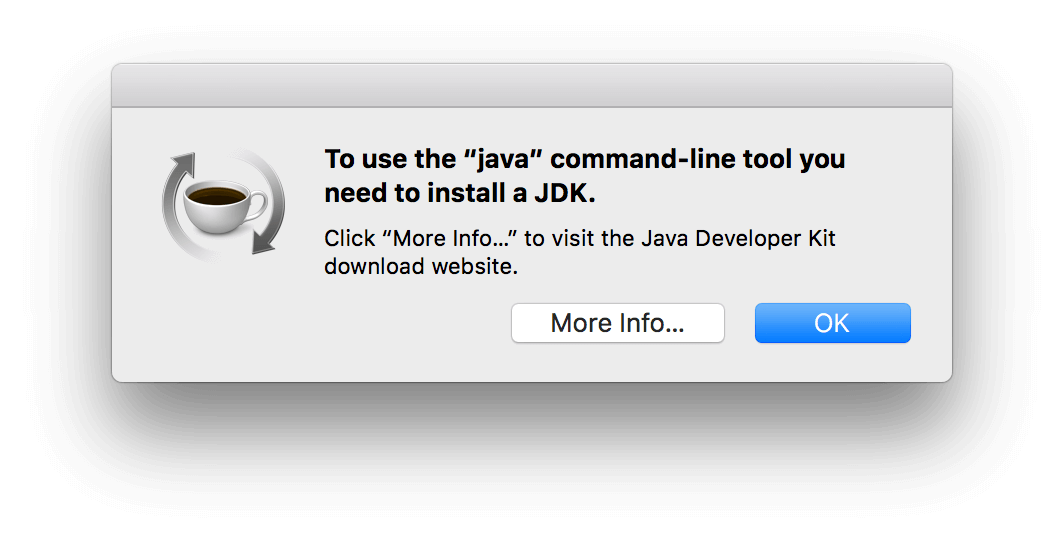 To use the “java” command-line tool you
need to install a JDK.
Click “More Info…” to visit the Java Developer Kit
download website.
More Info…
OK